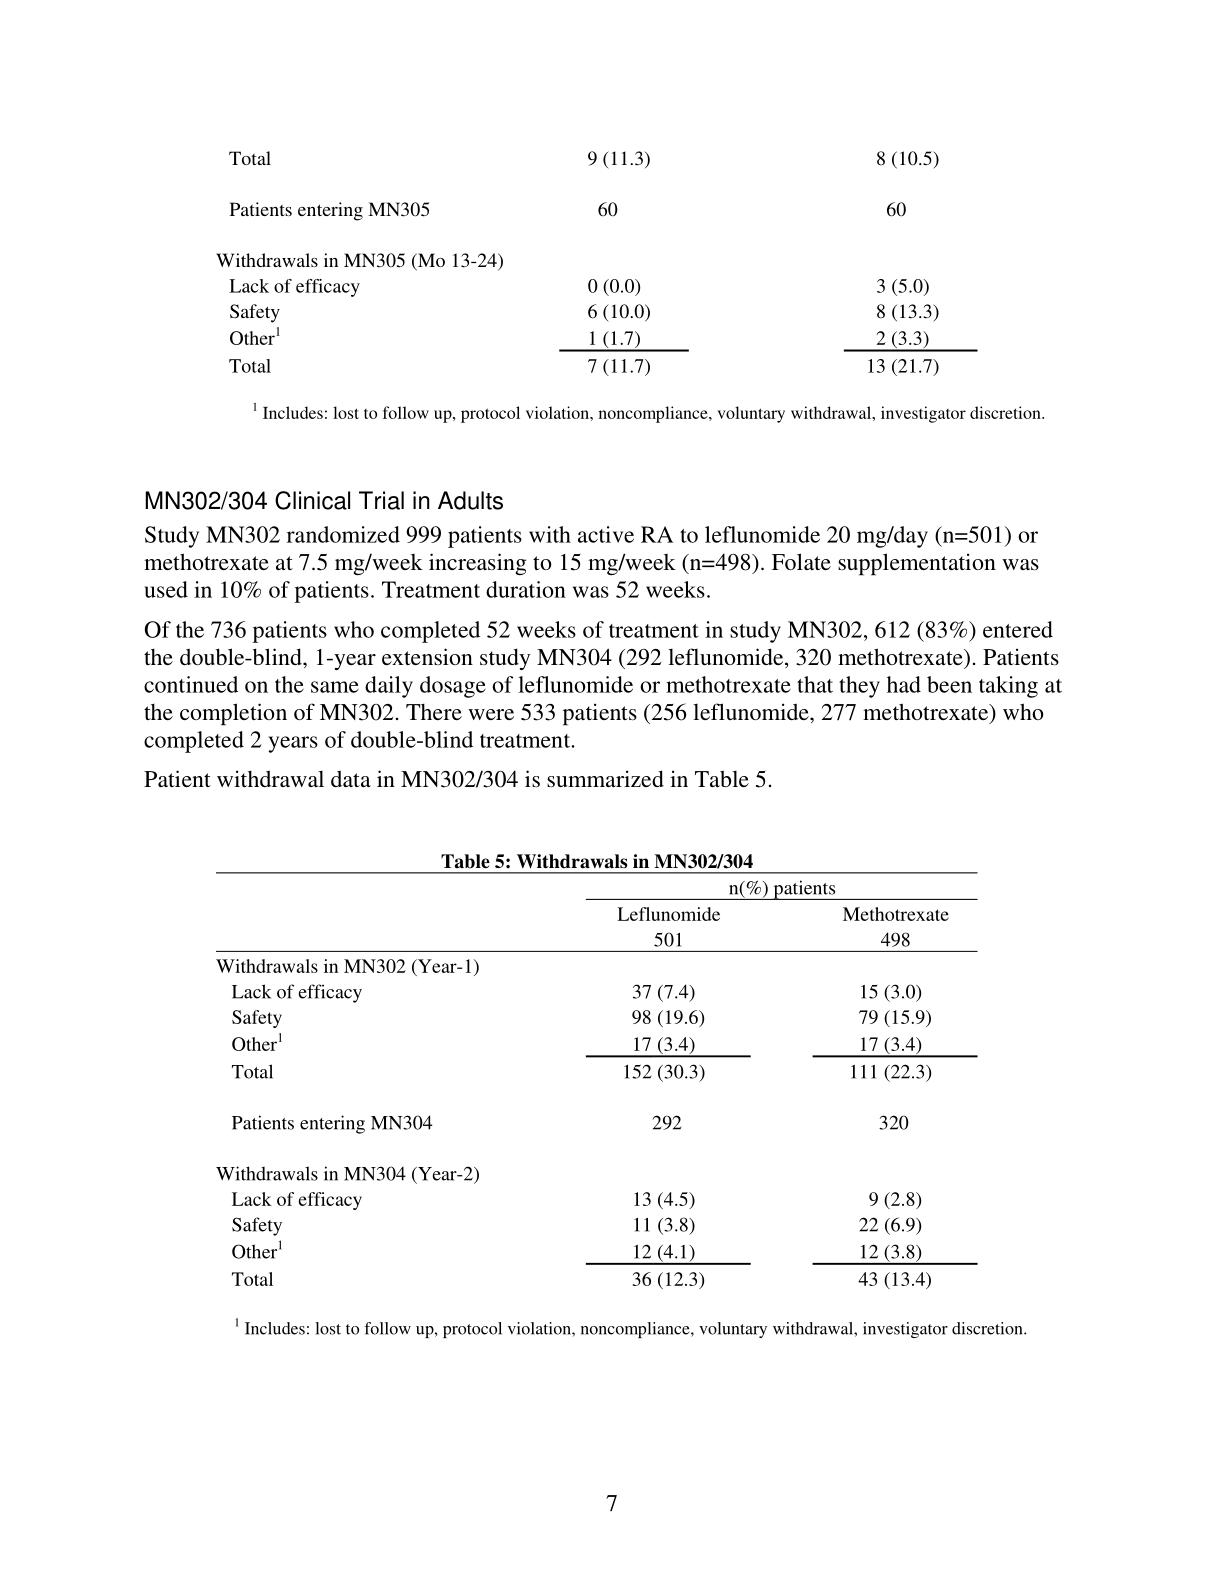 Total 9 (11.3) 8 (10.5)
Patients entering MN305 60 60
Withdrawals in MN305 (Mo 13-24)
Lack of efficacy 0 (0.0) 3 (5.0)
Safety 6 (10.0) 8 (13.3)
Other1 1 (1.7) 2 (3.3)
Total 7 (11.7) 13 (21.7)
1 Includes: lost to follow up, protocol violation, noncompliance, voluntary withdrawal, investigator discretion.
MN302/304 Clinical Trial in Adults
Study MN302 randomized 999 patients with active RA to leflunomide 20 mg/day (n=501) or
methotrexate at 7.5 mg/week increasing to 15 mg/week (n=498). Folate supplementation was
used in 10% of patients. Treatment duration was 52 weeks.
Of the 736 patients who completed 52 weeks of treatment in study MN302, 612 (83%) entered
the double-blind, 1-year extension study MN304 (292 leflunomide, 320 methotrexate). Patients
continued on the same daily dosage of leflunomide or methotrexate that they had been taking at
the completion of MN302. There were 533 patients (256 leflunomide, 277 methotrexate) who
completed 2 years of double-blind treatment.
Patient withdrawal data in MN302/304 is summarized in Table 5.
Table 5: Withdrawals in MN302/304
n(%) patients
Leflunomide Methotrexate
501 498
Withdrawals in MN302 (Year-1)
Lack of efficacy 37 (7.4) 15 (3.0)
Safety 98 (19.6) 79 (15.9)
Other1 17 (3.4) 17 (3.4)
Total 152 (30.3) 111 (22.3)
Patients entering MN304 292 320
Withdrawals in MN304 (Year-2)
Lack of efficacy 13 (4.5) 9 (2.8)
Safety 11 (3.8) 22 (6.9)
Other1 12 (4.1) 12 (3.8)
Total 36 (12.3) 43 (13.4)
1 Includes: lost to follow up, protocol violation, noncompliance, voluntary withdrawal, investigator discretion.
7